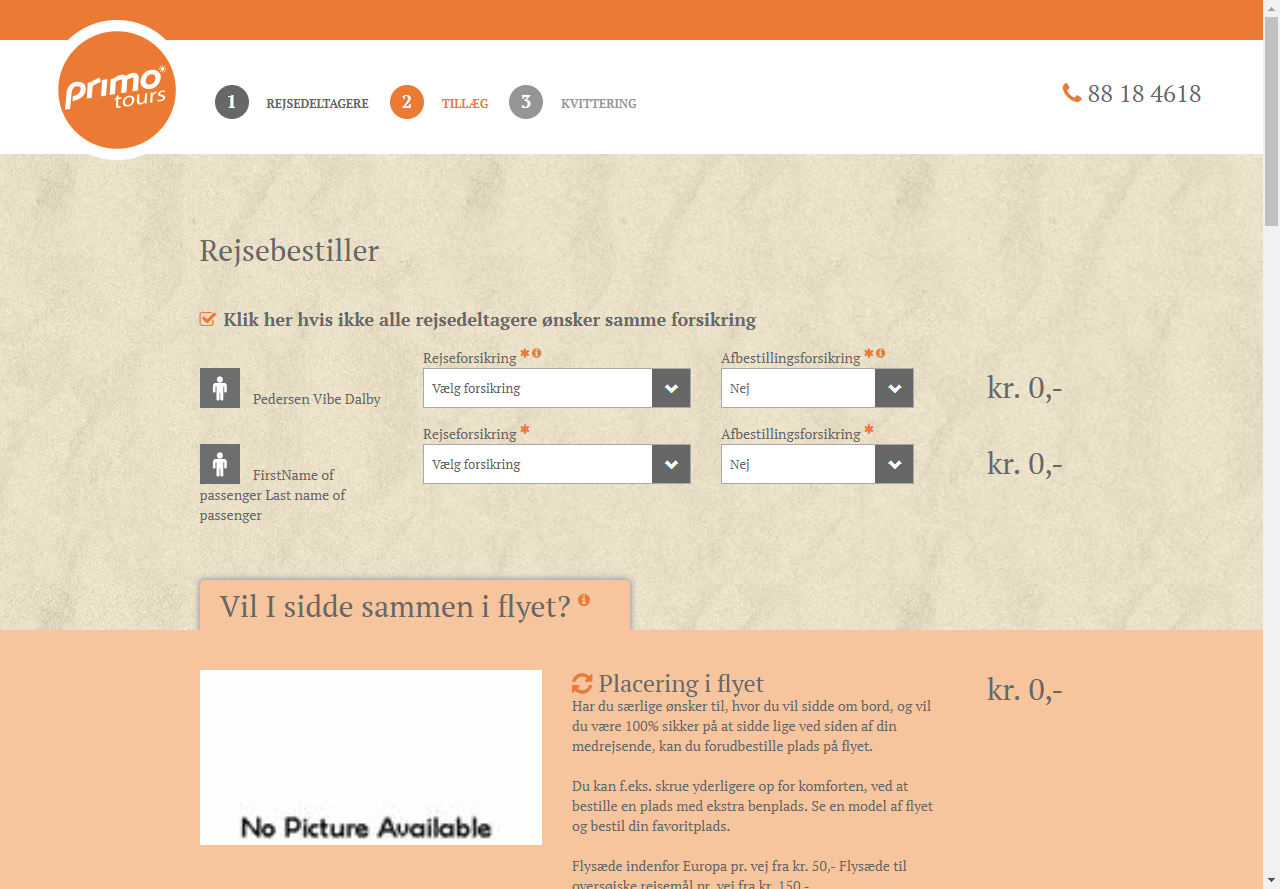 primo
tours
1 REJSEDELTAGERE 2 TILLÆG 3 KVITTERING
88 18 4618
Rejsebestiller
Klik her hvis ikke alle rejsedeltagere ønsker samme forsikring
Rejseforsikring Afbestillingsforsikring
Pedersen Vibe Dalby Vælg forsikring Nej kr. 0,-
Rejseforsikring Afbestillingsforsikring
FirstName of Vælg forsikring Nej kr. 0,-
passenger Last name of
passenger
Vil I sidde sammen i flyet?
No Picture Available
Placering i flyet kr. 0,-
Har du særlige ønsker til, hvor du vil sidde om bord, og vil
du være 100% sikker på at sidde lige ved siden af din
medrejsende, kan du forudbestille plads på flyet.
Du kan f.eks. skrue yderligere op for komforten, ved at
bestille en plads med ekstra benplads. Se en model af flyet
og bestil din favoritplads.
Flysæde indenfor Europa pr. vej fra kr. 50,- Flysæde til
oversøiske rejsemål pr. vej fra kr. 150,-